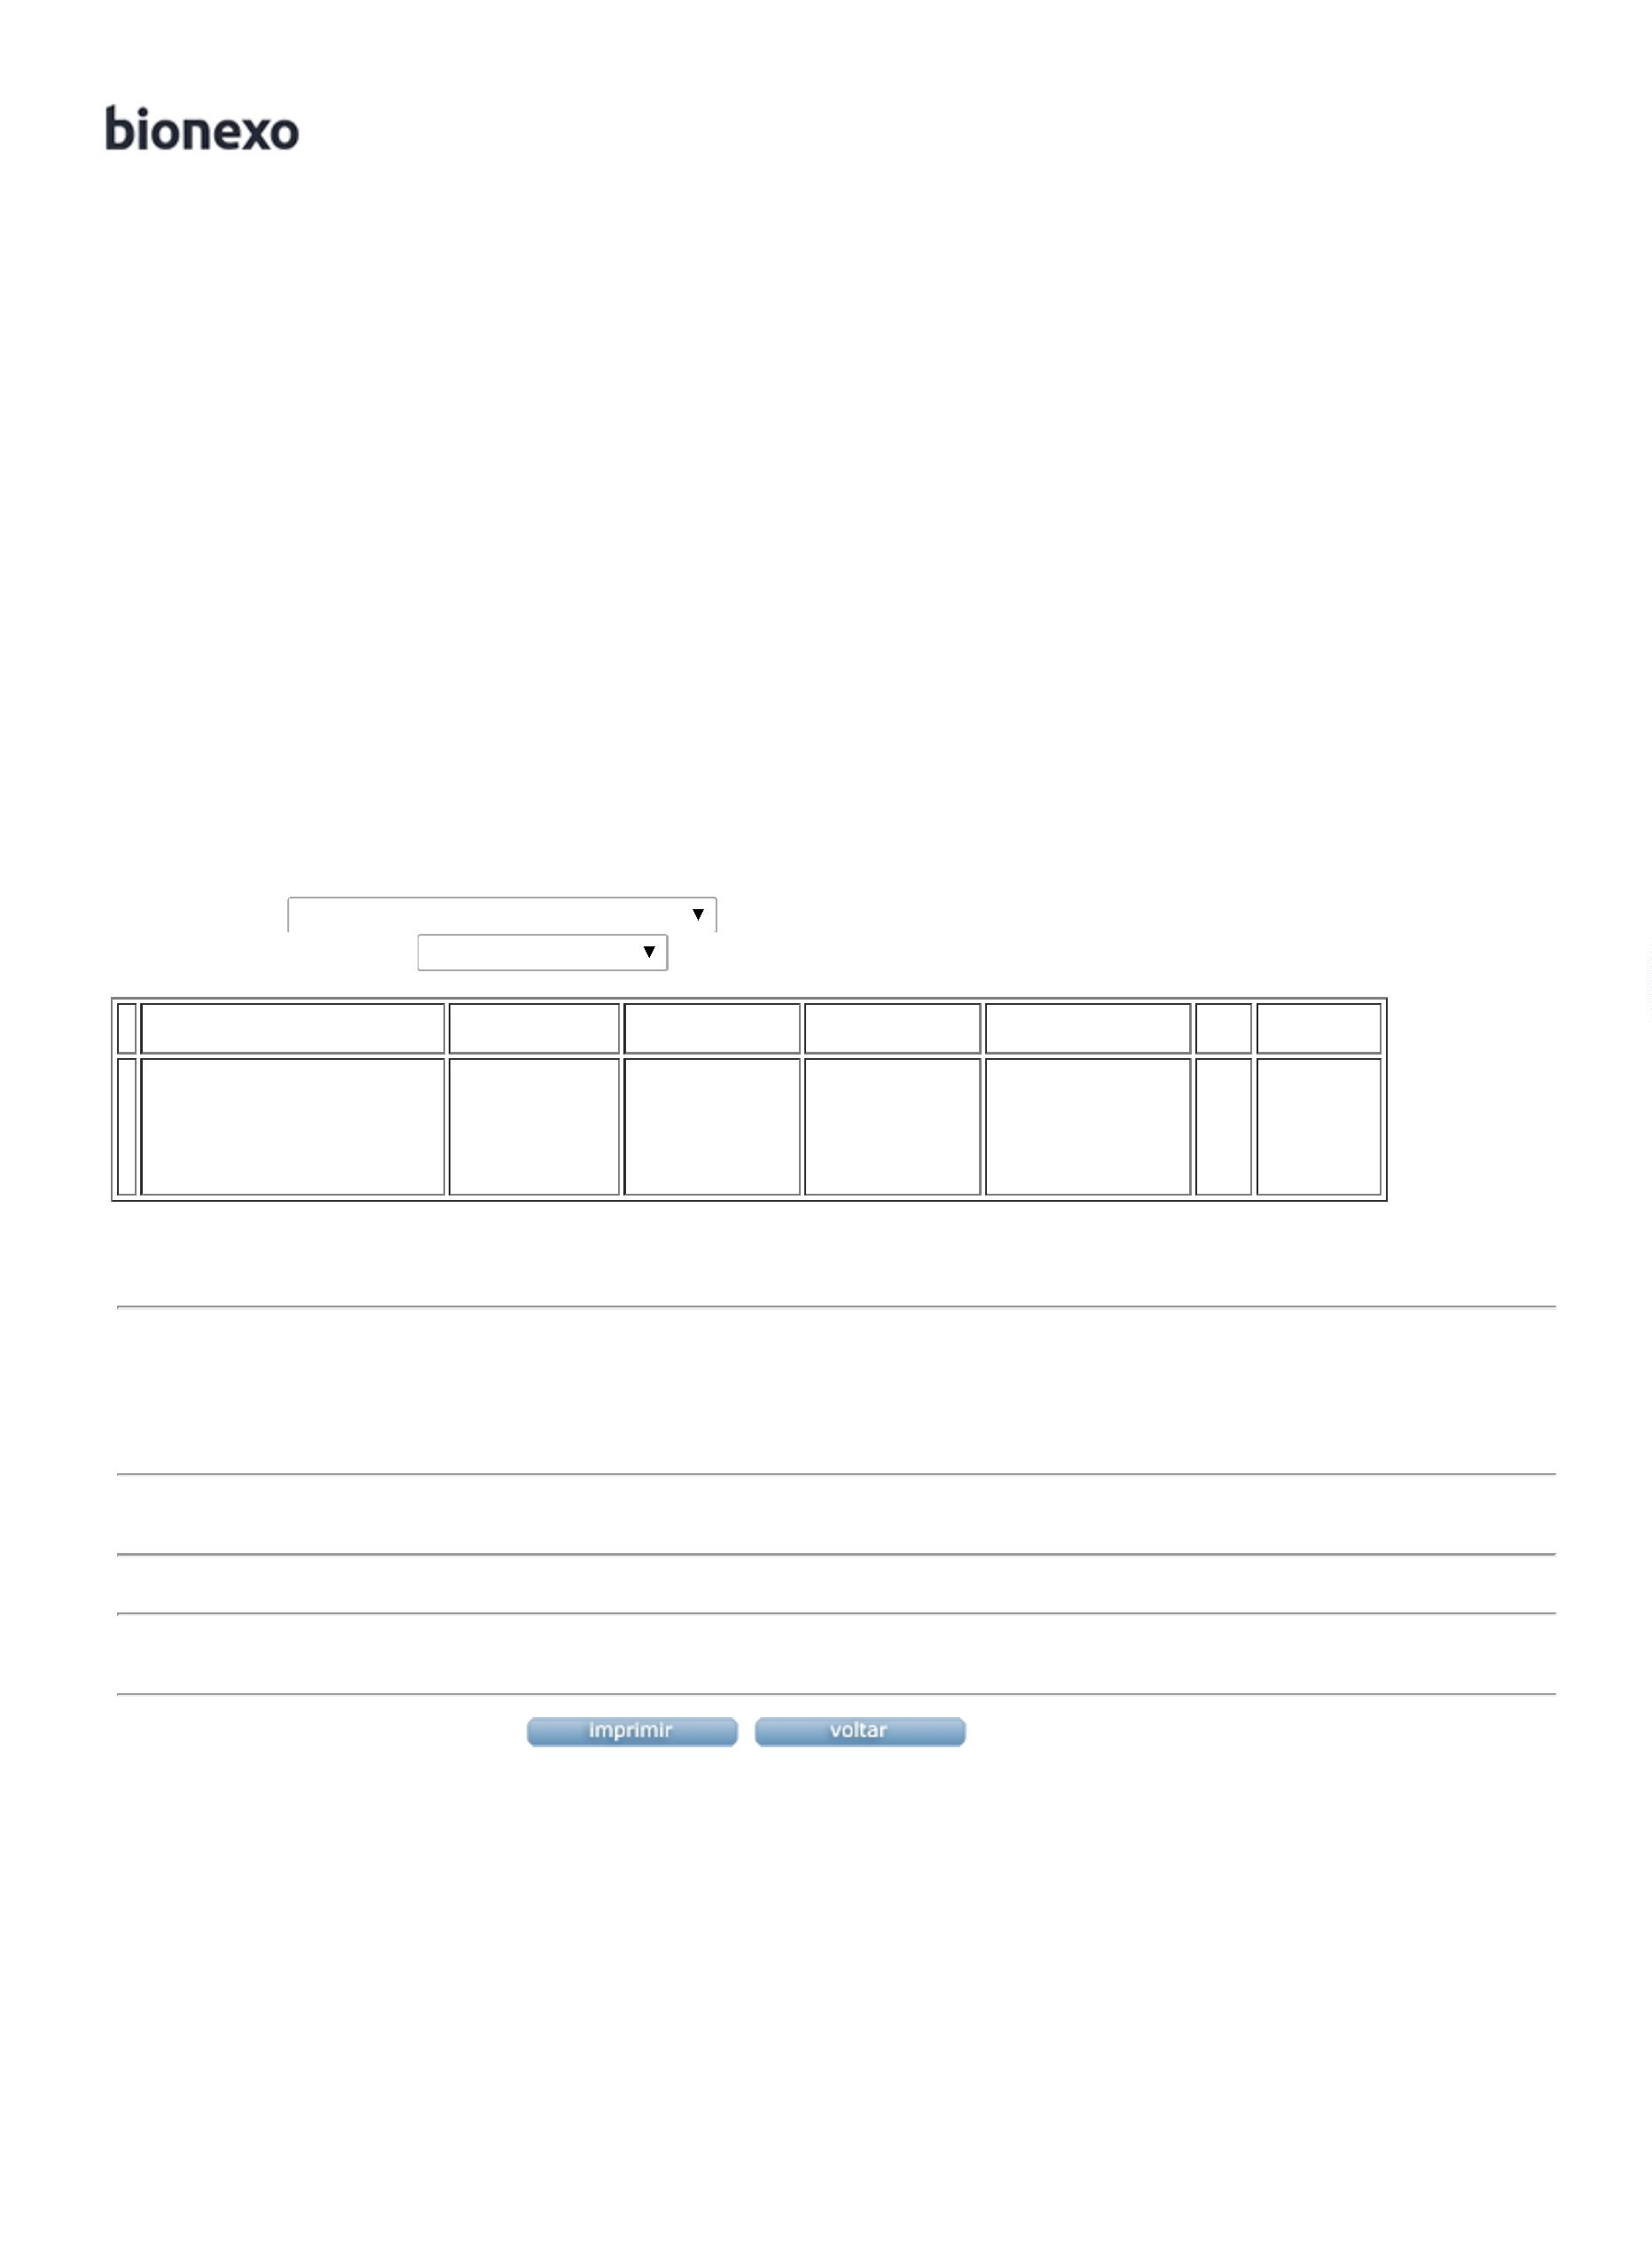 bionexo
▼
▼
imprimir voltar